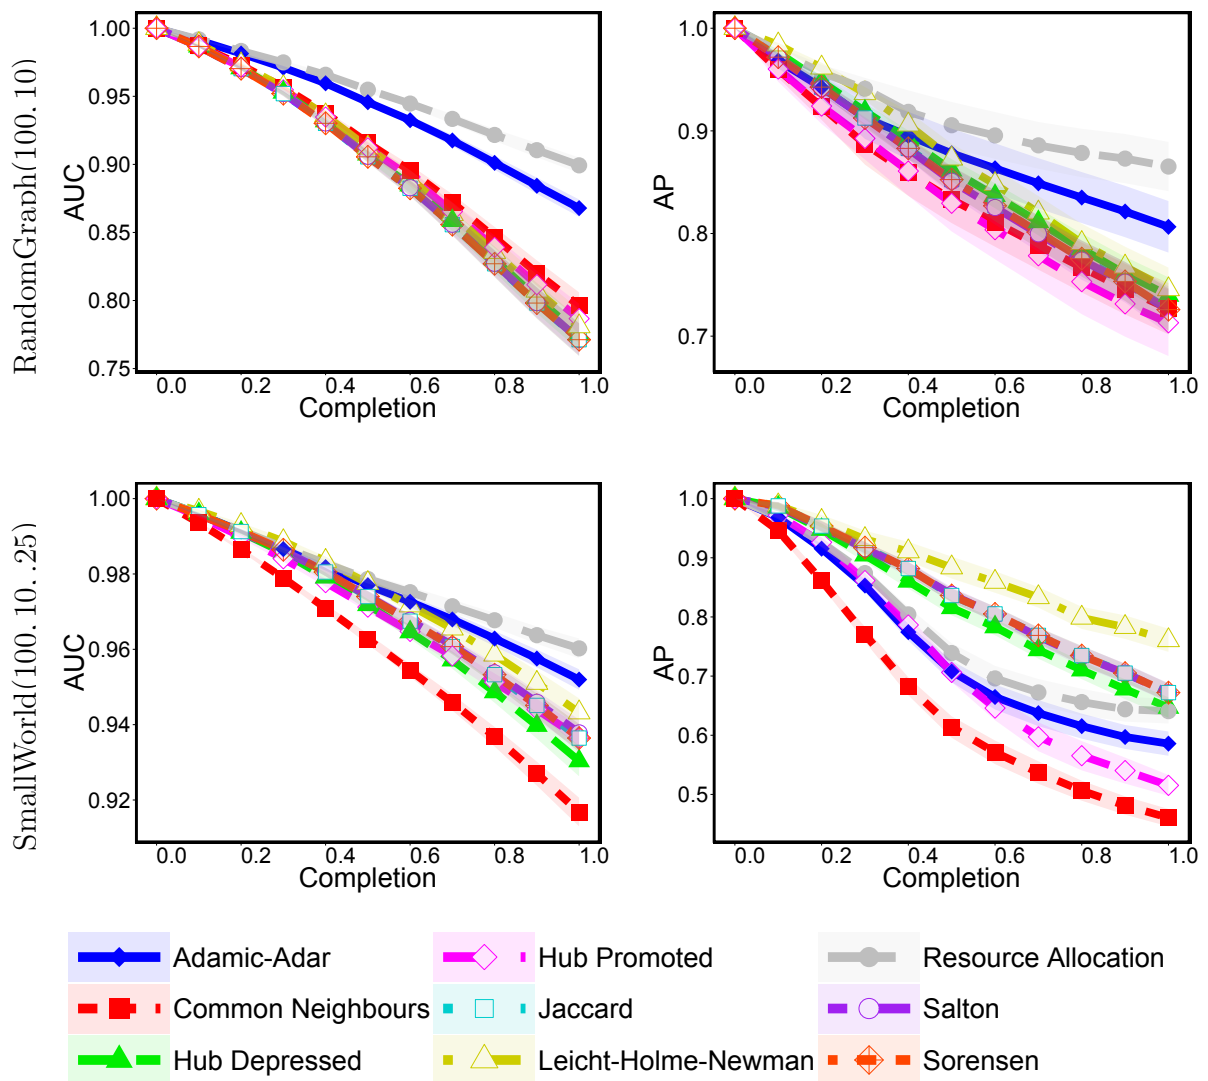 RandomGraph(100, 10)
AUC
1.00
0.95
0.90
0.85
0.80
0.75
0.0 0.2 0.4 0.6 0.8 1.0
Completion
AP
1.0
0.9
0.8
0.7
0.0 0.2 0.4 0.6 0.8 1.0
Completion
SmallWorld(100, 10, .25)
AUC
1.00
0.98
0.96
0.94
0.92
0.0 0.2 0.4 0.6 0.8 1.0
Completion
AP
1.0
0.9
0.8
0.7
0.6
0.5
0.0 0.2 0.4 0.6 0.8 1.0
Completion
Adamic-Adar
Hub Promoted
Resource Allocation
Common Neighbours
Jaccard
Salton
Hub Depressed
Leicht-Holme-Newman
Sorensen